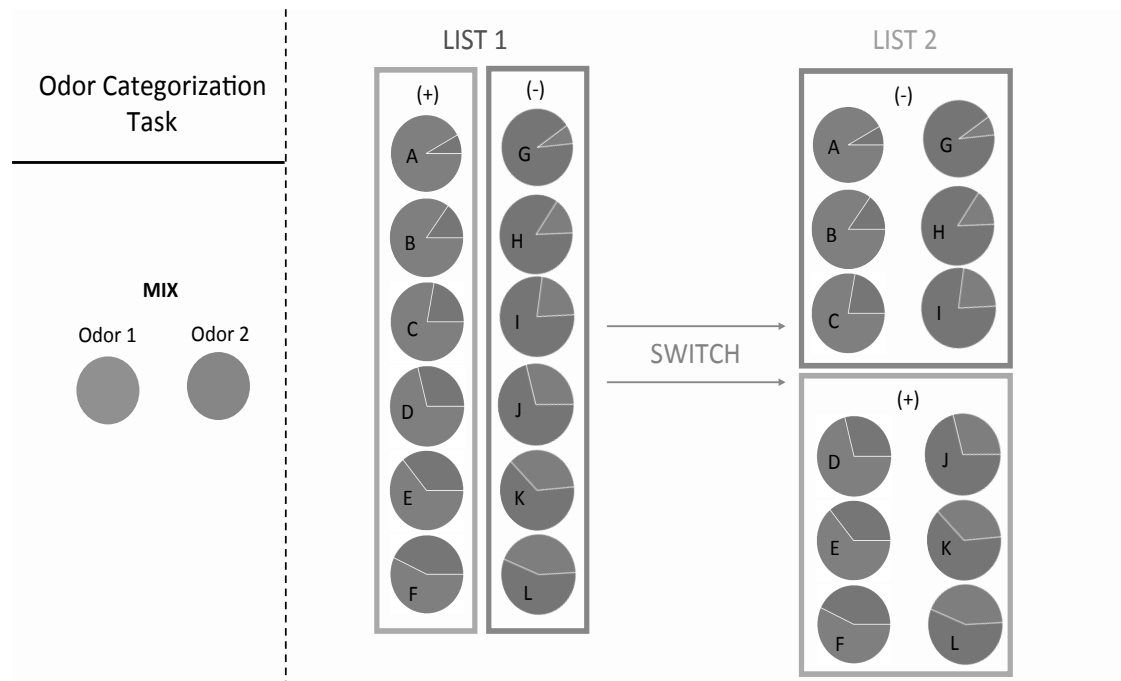 Odor Categorization
Task
MIX
Odor 1
Odor 2
LIST 1
(+)
(-)
A
G
B
H
C
I
D
J
E
K
F
L
SWITCH
LIST 2
(-)
A
G
B
H
C
I
(+)
D
J
E
K
F
L